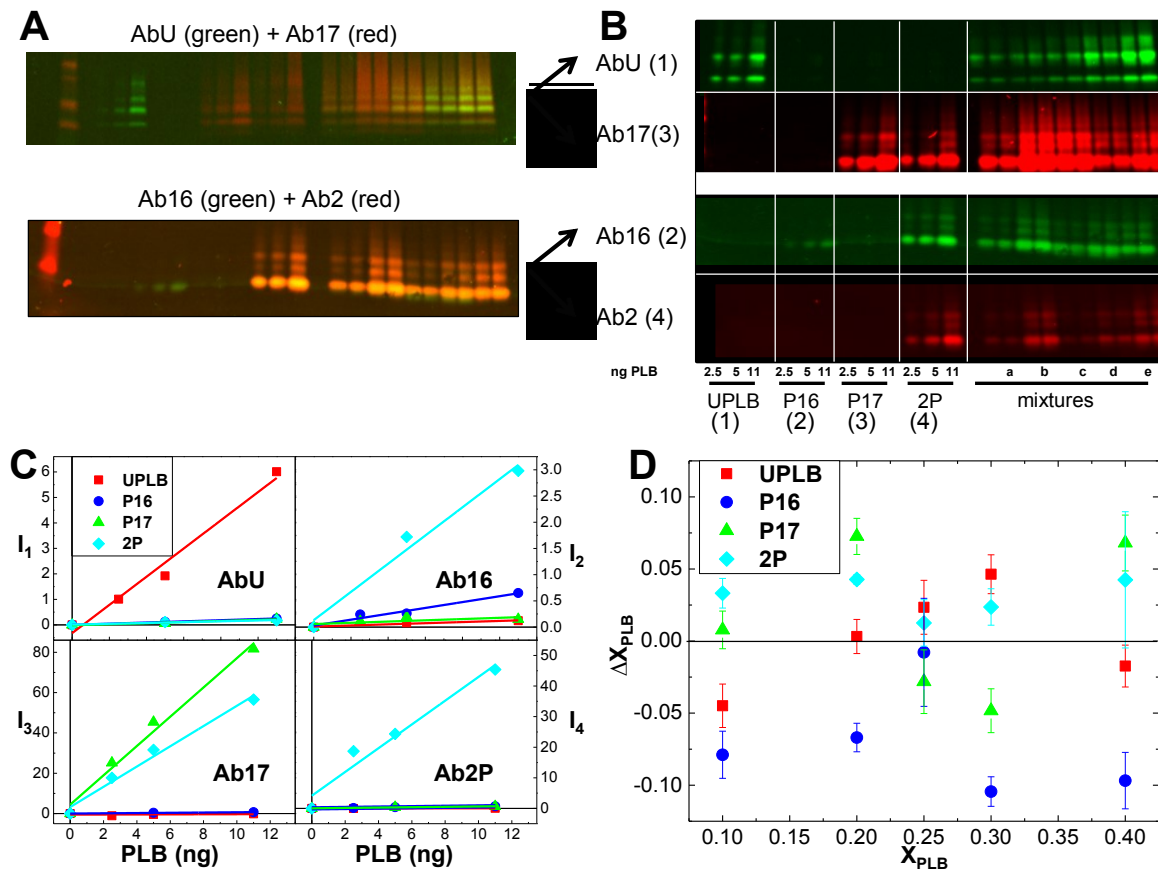 A
AbU (green) + Ab17 (red)
Ab16 (green) + Ab2 (red)
B
AbU (1)
Ab17(3)
Ab16 (2)
Ab2 (4)
ng PLB
2.5 5 11 2.5 5 11 2.5 5 11 2.5 5 11 a b c d e
UPLB P16 P17 2P mixtures
(1) (2) (3) (4)
C
UPLB
P16
P17
2P
I1
6
5
4
3
2
1
0
AbU
3.0
2.5
2.0
1.5
1.0
0.5
0.0
I2
Ab16
80
60
40
20
0
I3
Ab17
50
40
30
20
10
0
I4
Ab2P
0 2 4 6 8 10 12 0 2 4 6 8 10 12
PLB (ng) PLB (ng)
D
UPLB
P16
P17
2P
0.10
0.05
0.00
-0.05
-0.10
ΔXPLB
0.10 0.15 0.20 0.25 0.30 0.35 0.40
XPLB